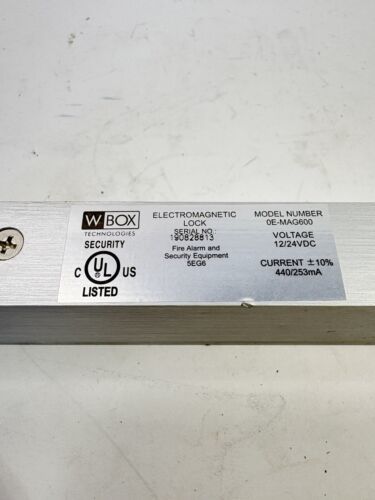 W BOX
TECHNOLOGIES
SECURITY
C UL US
LISTED
ELECTROMAGNETIC
LOCK
SERIAL NO:
190828813
Fire Alarm and
Security Equipment
5EG6
MODEL NUMBER
0E-MAG600
VOLTAGE
12/24VDC
CURRENT ±10%
440/253mA